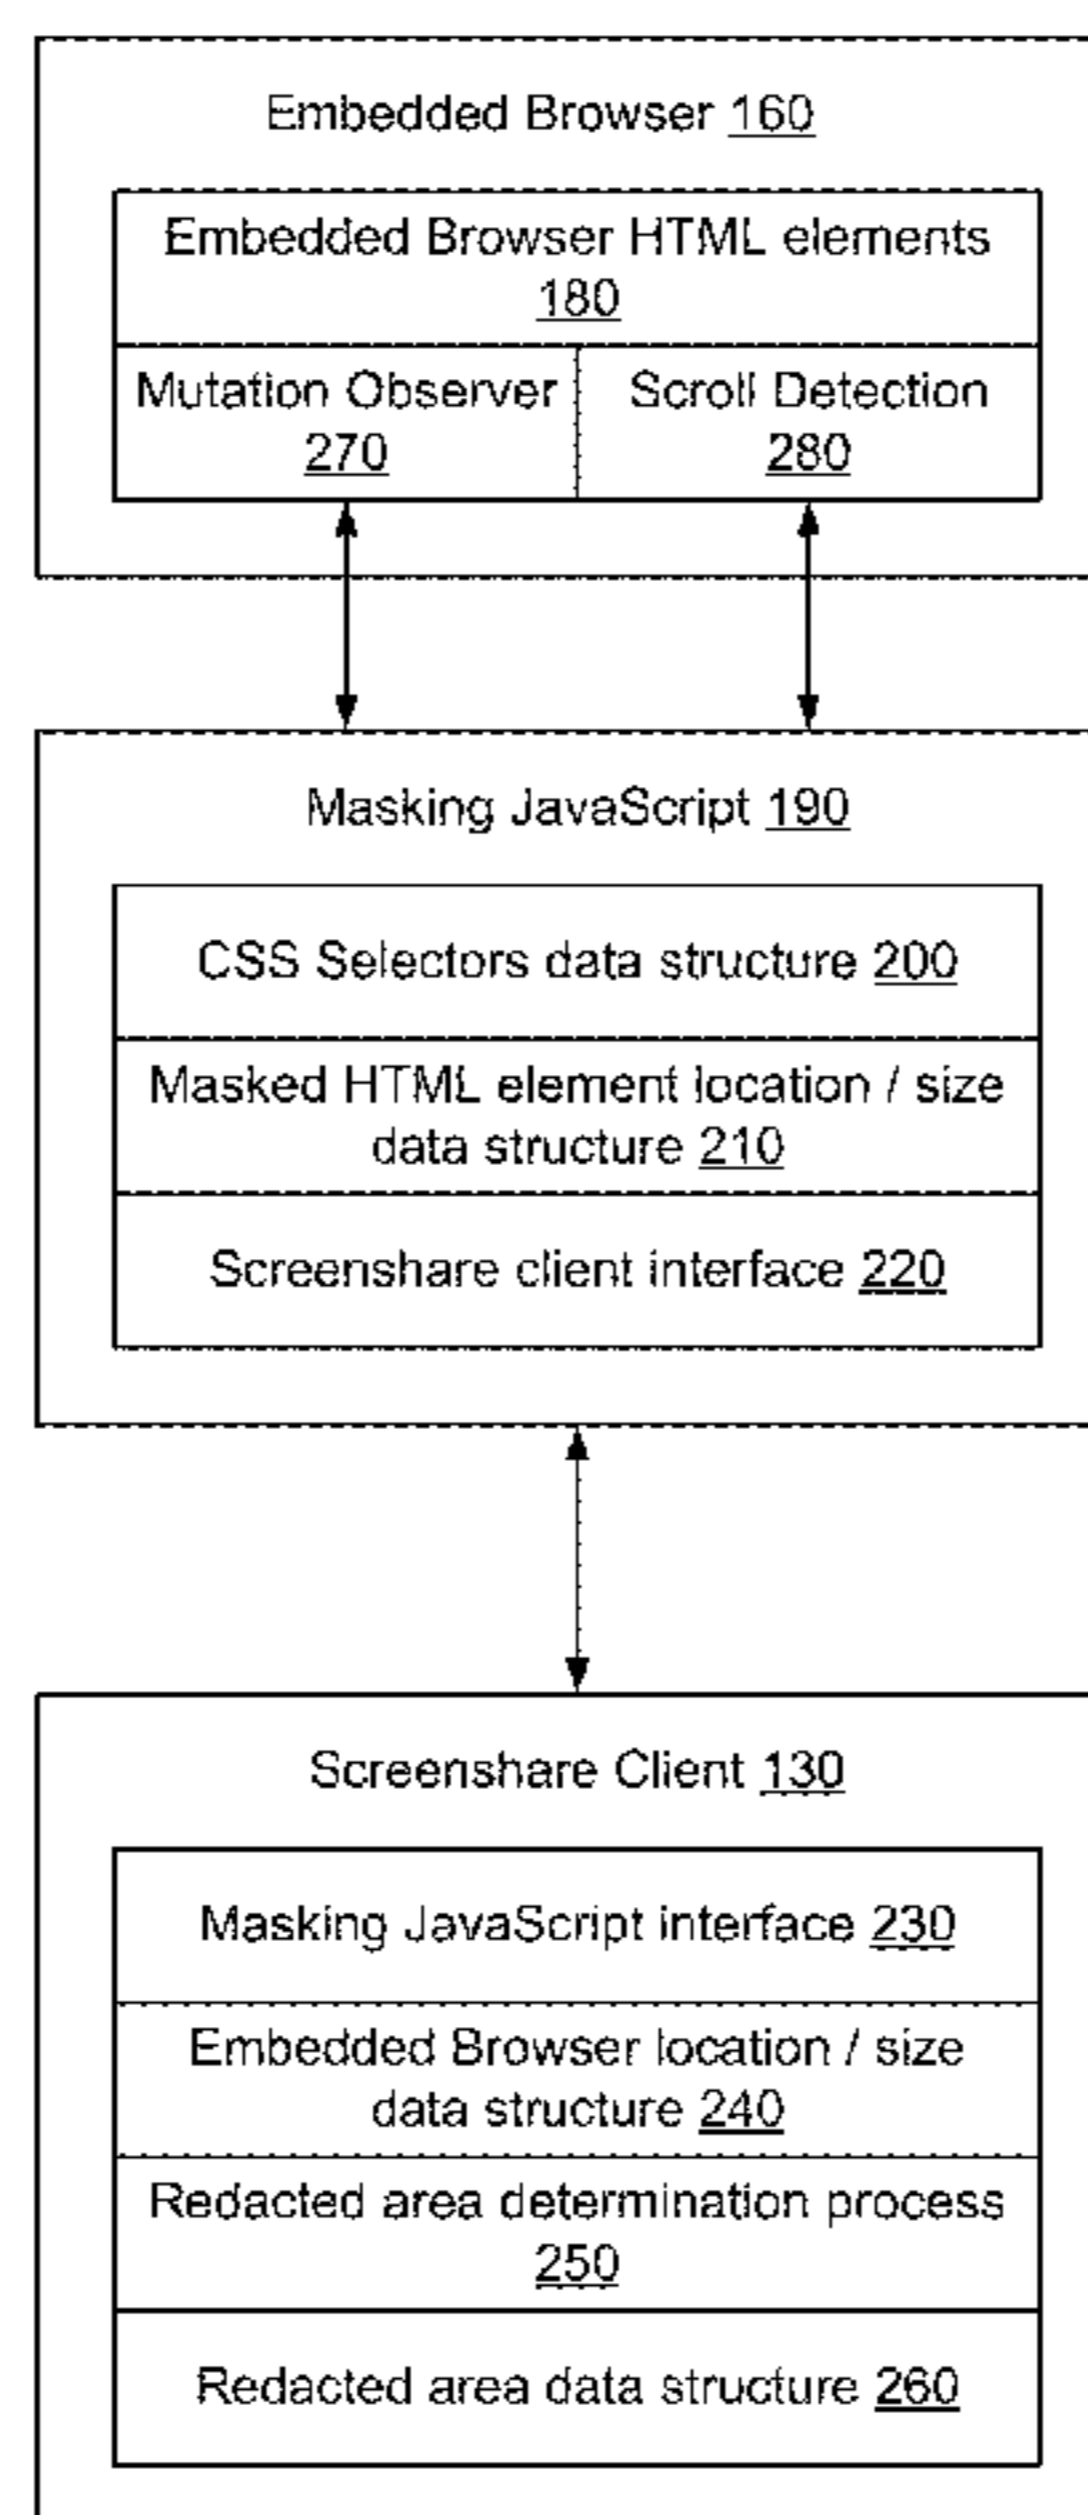 Embedded Browser 160
Embedded Browser HTML elements
180
Mutation Observer
270
Scroll Detection
280
Masking JavaScript 190
CSS Selectors data structure 200
Masked HTML element location / size
data structure 210
Screenshare client interface 220
Screenshare Client 130
Masking JavaScript interface 230
Embedded Browser location / size
data structure 240
Redacted area determination process
250
Redacted area data structure 260